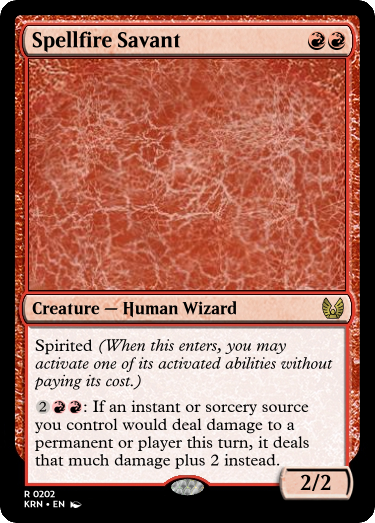 Spellfire Savant
Creature — Human Wizard
Spirited (When this enters, you may
activate one of its activated abilities without
paying its cost.)
2: If an instant or sorcery source
you control would deal damage to a
permanent or player this turn, it deals
that much damage plus 2 instead.
2/2
R 0202
KRN • EN